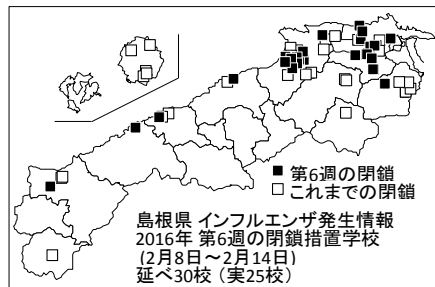 ■ 第6週の閉鎖
□ これまでの閉鎖
島根県 インフルエンザ発生情報
2016年 第6週の閉鎖措置学校
(2月8日～2月14日)
延べ30校 (実25校)